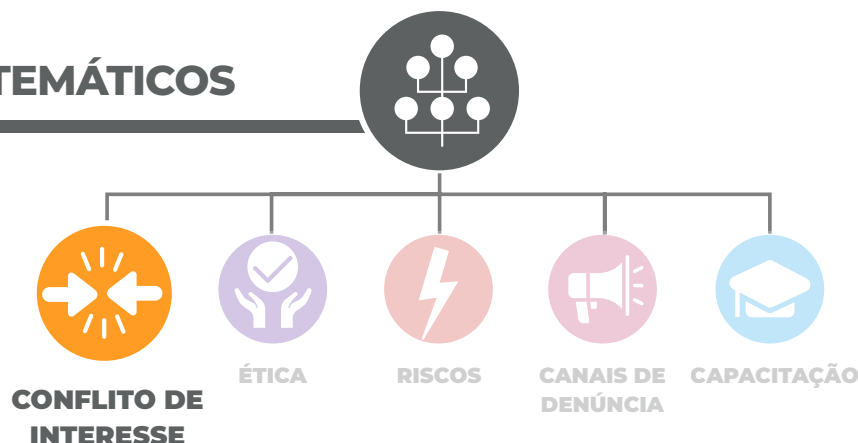 TEMÁTICOS
ÉTICA
RISCOS
CANAIS DE
DENÚNCIA
CAPACITAÇÃO
CONFLITO DE
INTERESSE